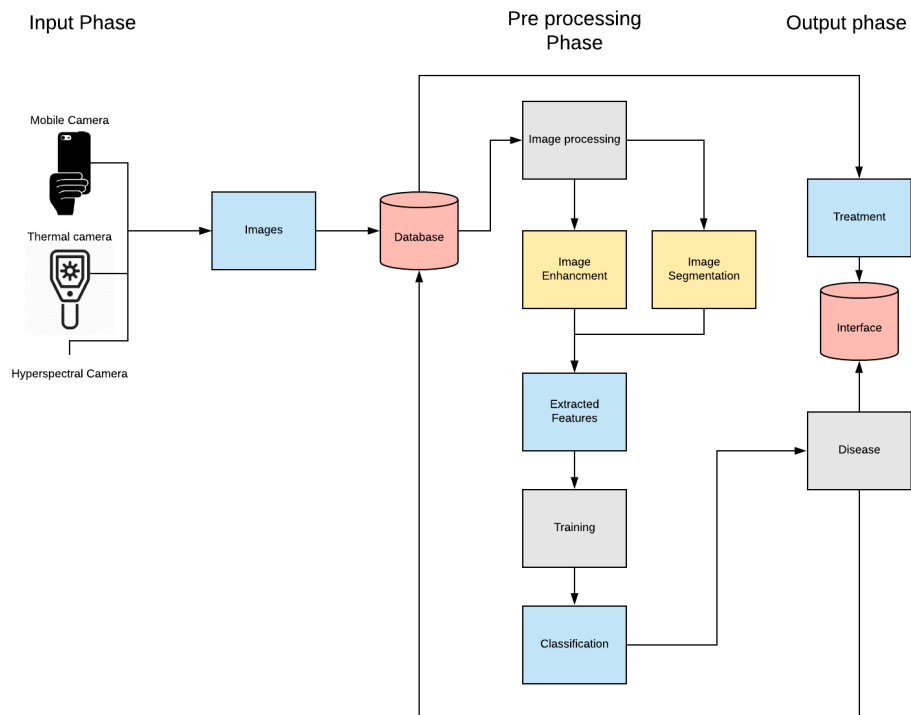 Input Phase
Pre processing
Phase
Output phase
Mobile Camera
Thermal camera
Hyperspectral Camera
Images
Database
Image processing
Image
Enhancment
Image
Segmentation
Extracted
Features
Training
Classification
Treatment
Interface
Disease